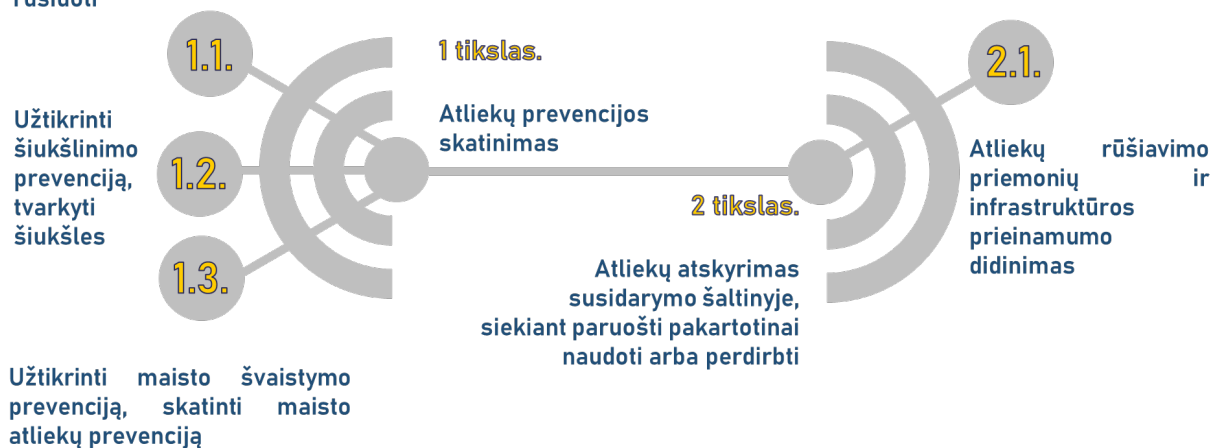 1.1.
Užtikrinti
šiukšlinimo
prevenciją,
tvarkyti
šiukšles
1.2.
1.3.
Užtikrinti maisto švaistymo
prevenciją, skatinti maisto
atliekų prevenciją
1 tikslas.
Atliekų prevencijos
skatinimas
2 tikslas.
Atliekų atskyrimas
susidarymo šaltinyje,
siekiant paruošti pakartotinai
naudoti arba perdirbti
2.1.
Atliekų rūšiavimo
priemonių ir
infrastruktūros
prieinamumo
didinimas